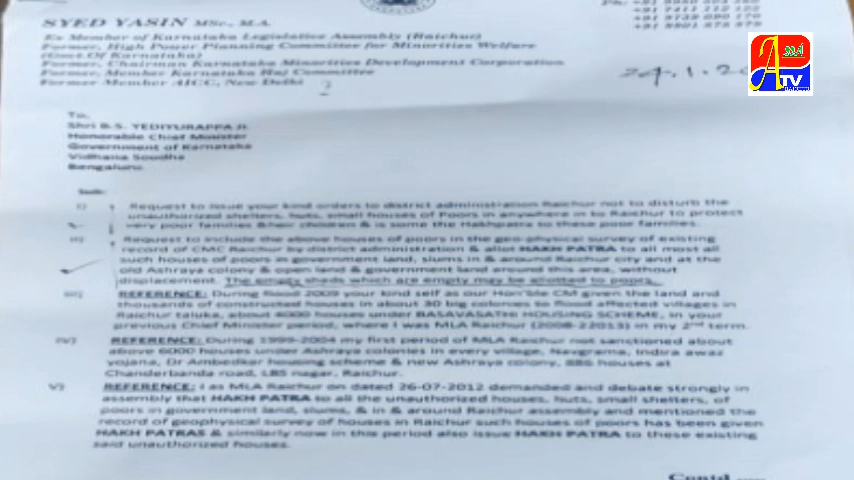 SYED YASIN MSc., M.A.
Ex Member of Karnataka Legislative Assembly (Raichur)
Former, High Power Planning Committee for Minorities Welfare
(Govt. Of Karnataka)
Former, Chairman Karnataka Minorities Development Corporation
Former, Member Karnataka Haj Committee
Former Member AICC, New Delhi
24.1.20
TV
To,
Shri B.S. YEDIYURAPPA JI
Honorable Chief Minister
Government of Karnataka
Vidhana Soudha
Bengaluru
Sub:
I) Request to issue your kind orders to district administration Raichur not to disturb the
unauthorized shelters, huts, small houses of Poors in anywhere in to Raichur to protect
very poor families & their children & is some the Hakhpatra to these poor families.
II) Request to include the above houses of poors in the geo-physical survey of existing
record of CMC Raichur by district administration & allot HAKH PATRA to all most all
such houses of poors in government land, slums in & around Raichur city and at the
old Ashraya colony & open land & government land around this area, without
displacement. The empty sheds which are empty may be allotted to poors.
III) REFERENCE: During flood 2009 your kind self as our Hon'ble CM given the land and
thousands of constructed houses in about 30 big colonies to flood affected villages in
Raichur taluka, about 4000 houses under BASAVASATHI HOUSING SCHEME, in your
previous Chief Minister period, where I was MLA Raichur (2008-22013) in my 2nd term.
IV) REFERENCE: During 1999-2004 my first period of MLA Raichur not sanctioned about
above 6000 houses under Ashraya colonies in every village, Navgrama, Indira awaz
yojana, Dr Ambedkar housing scheme & new Ashraya colony, 885 houses at
Chanderbanda road, LBS nagar, Raichur.
V) REFERENCE: I as MLA Raichur on dated 26-07-2012 demanded and debate strongly in
assembly that HAKH PATRA to all the unauthorized houses, huts, small shelters, of
poors in government land, slums, & in & around Raichur assembly and mentioned the
record of geophysical survey of houses in Raichur such houses of poors has been given
HAKH PATRAS & similarly now in this period also issue HAKH PATRA to these existing
said unauthorized houses.
Contd